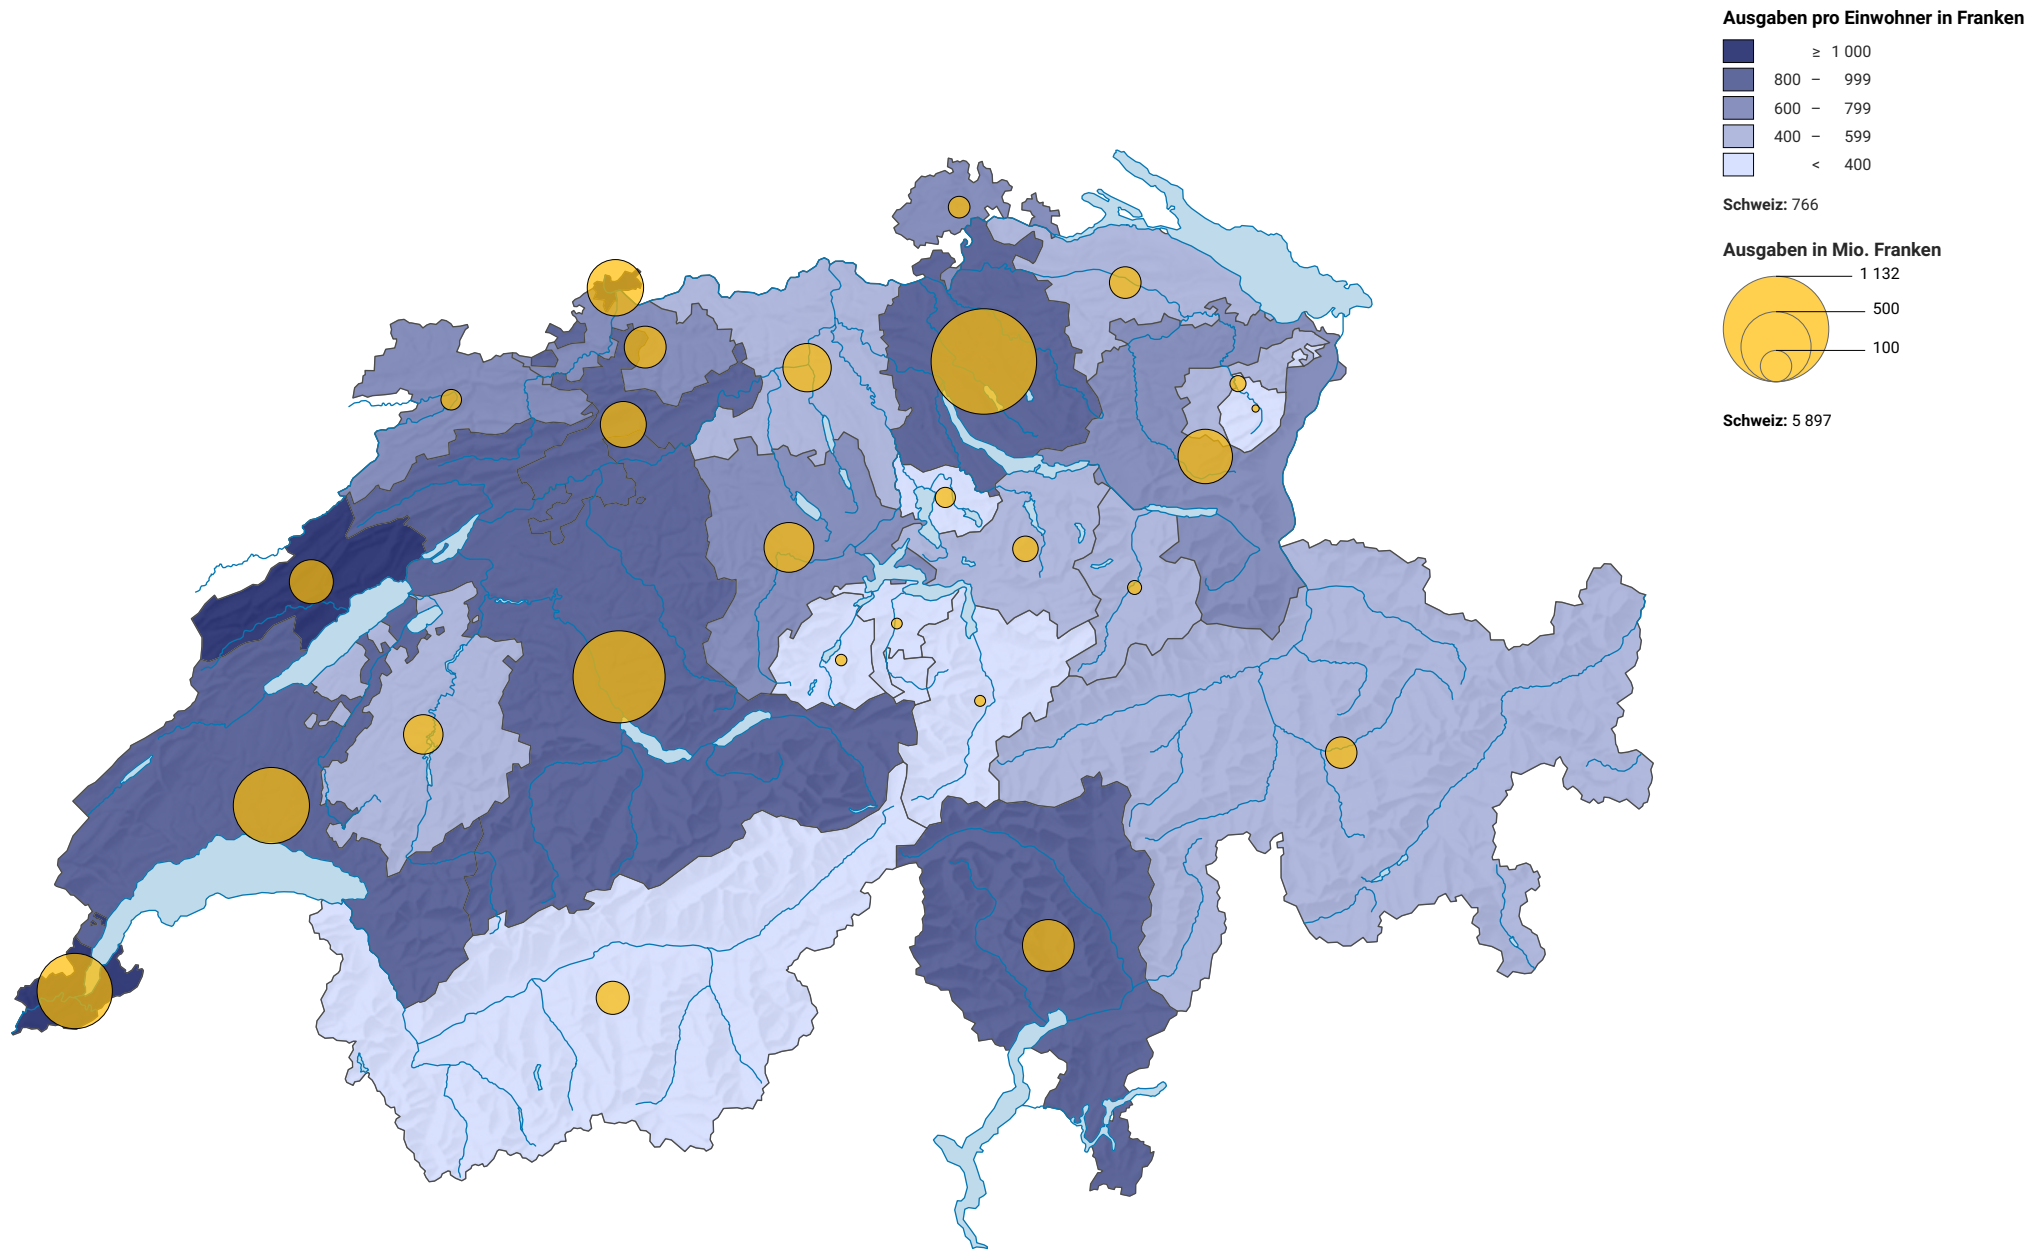 Ausgaben pro Einwohner in Franken
≥ 1 000
800 – 999
600 – 799
400 – 599
< 400
Schweiz: 766
Ausgaben in Mio. Franken
1 132
500
100
Schweiz: 5 897